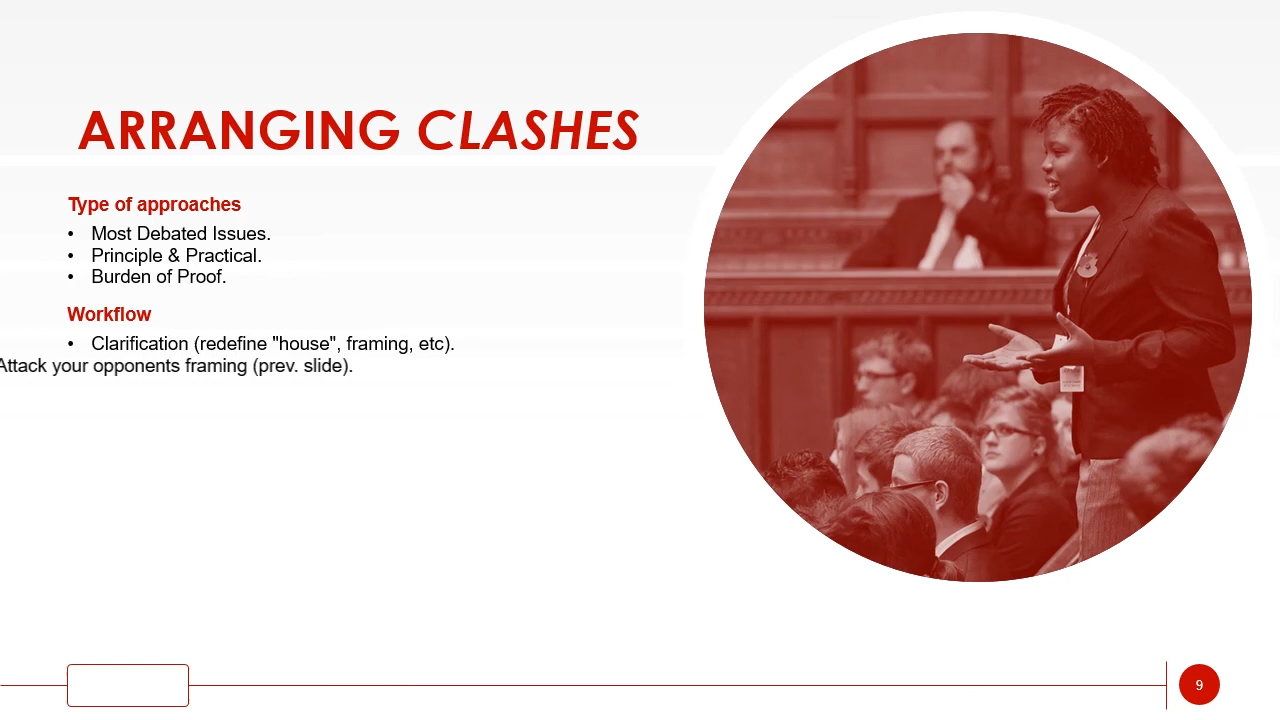 ARRANGING CLASHES
Type of approaches
• Most Debated Issues.
• Principle & Practical.
• Burden of Proof.
Workflow
• Clarification (redefine "house", framing, etc).
Attack your opponents framing (prev. slide).
9